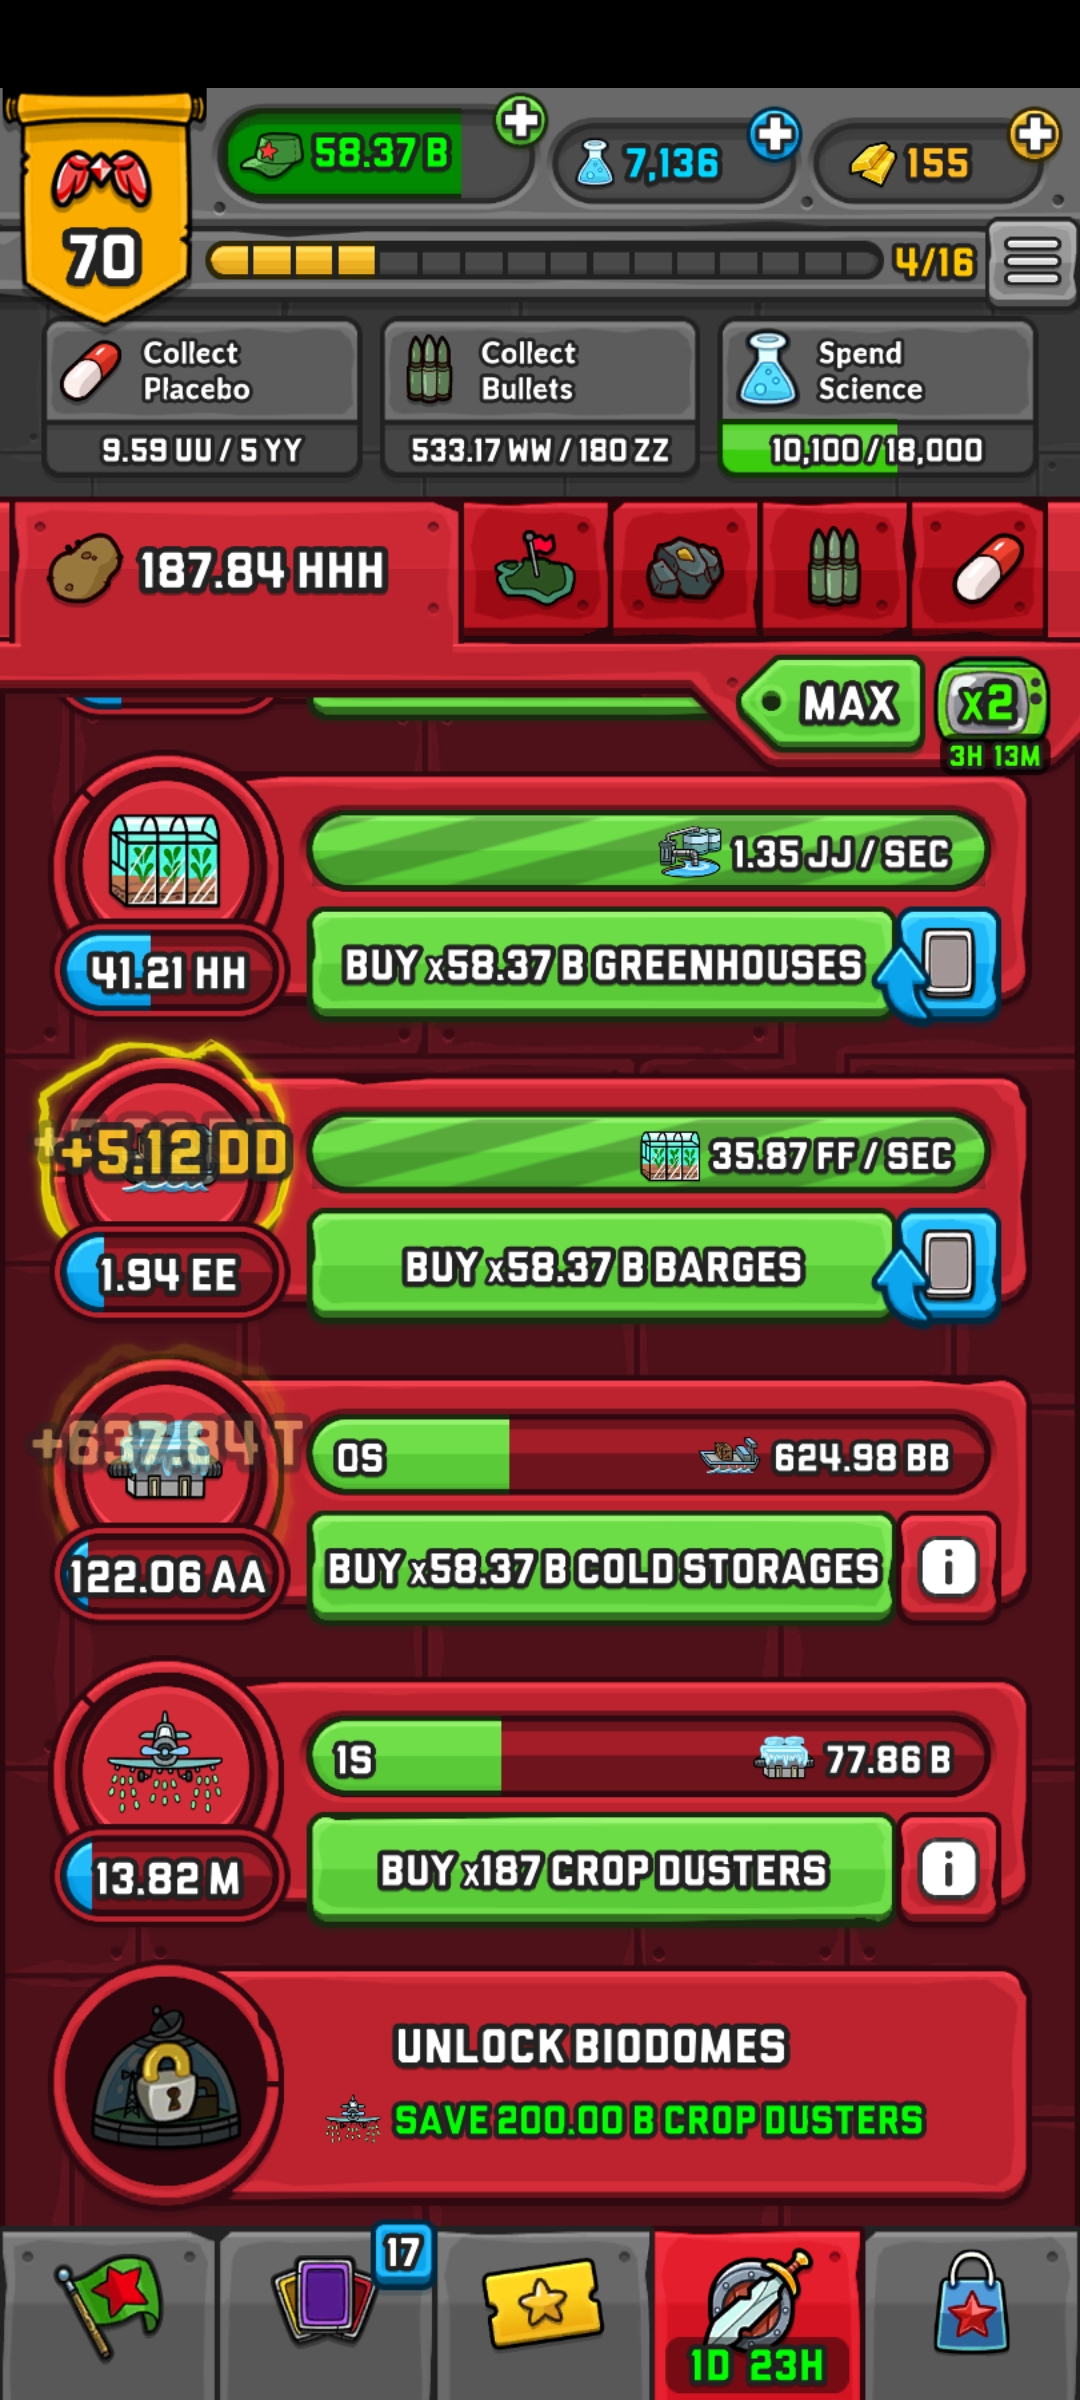 58.37 B
7,136
155
70
4/16
Collect
Placebo
9.59 UU / 5 YY
Collect
Bullets
533.17 WW / 180 ZZ
Spend
Science
10,100 / 18,000
187.84 HHH
MAX
x2
3H 13M
1.35 JJ / SEC
41.21 HH
BUY x58.37 B GREENHOUSES
+5.12 DD
35.87 FF / SEC
1.94 EE
BUY x58.37 B BARGES
+637.84 T
0S
624.98 BB
122.06 AA
BUY x58.37 B COLD STORAGES
i
1S
77.86 B
13.82 M
BUY x187 CROP DUSTERS
i
UNLOCK BIODOMES
SAVE 200.00 B CROP DUSTERS
17
1D 23H